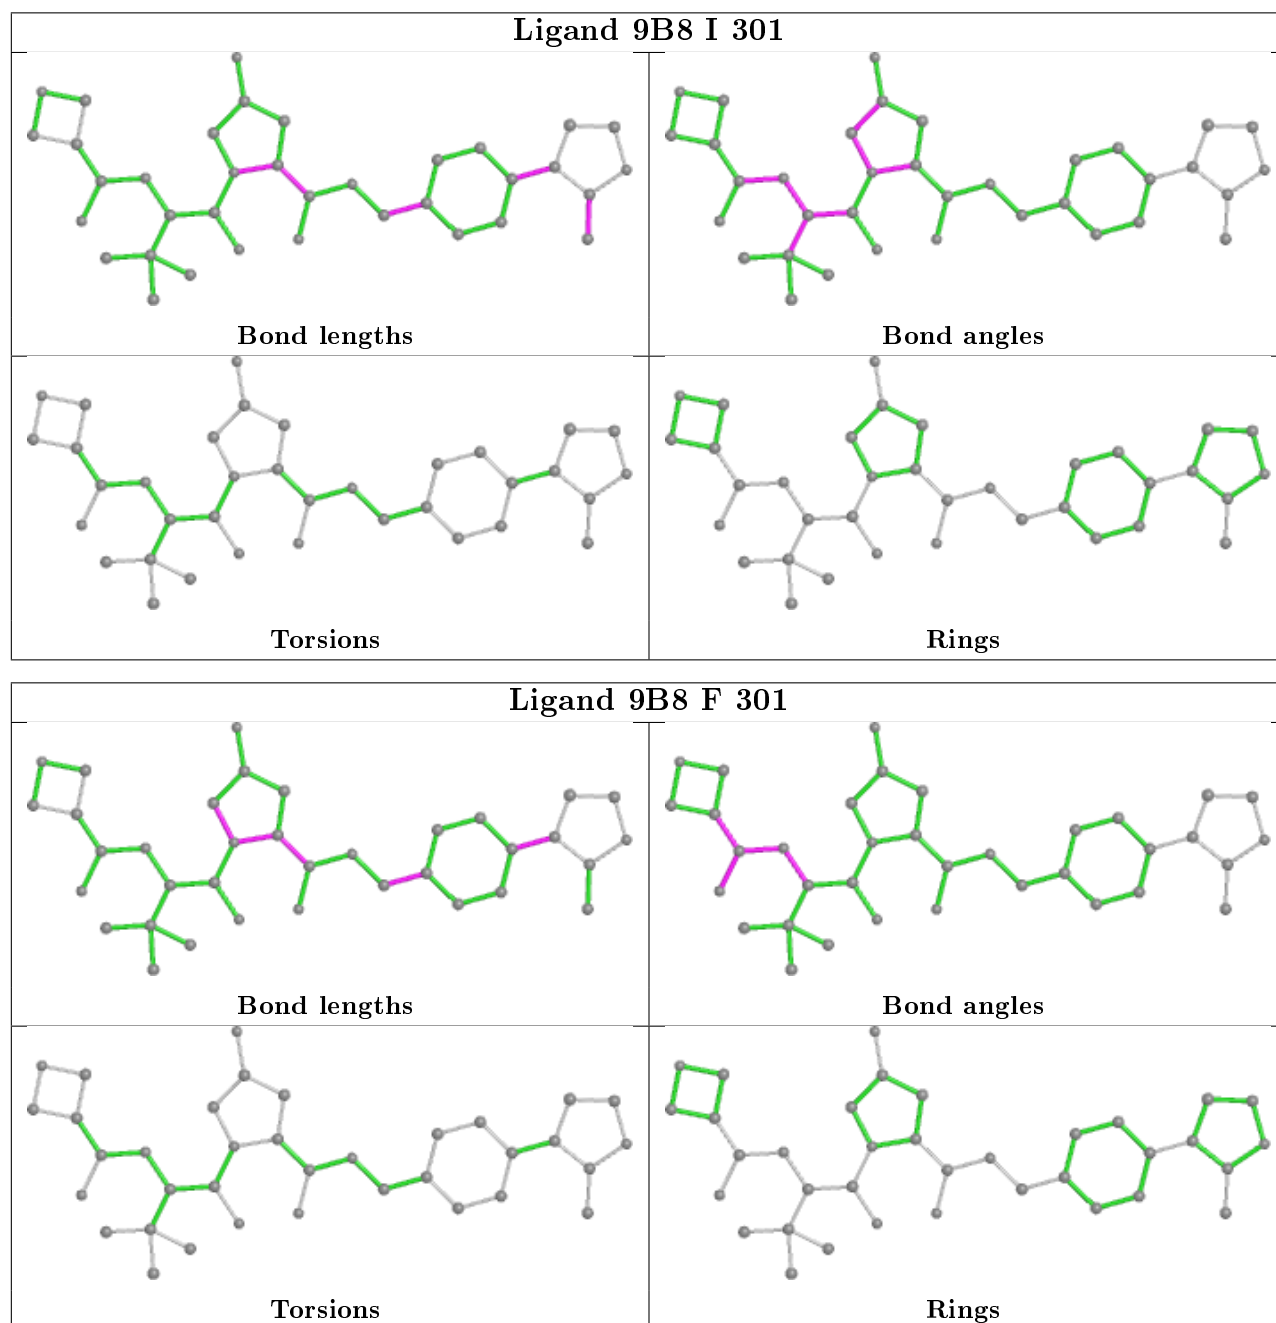 Ligand 9B8 I 301
Bond lengths
Bond angles
Torsions
Rings
Ligand 9B8 F 301
Bond lengths
Bond angles
Torsions
Rings